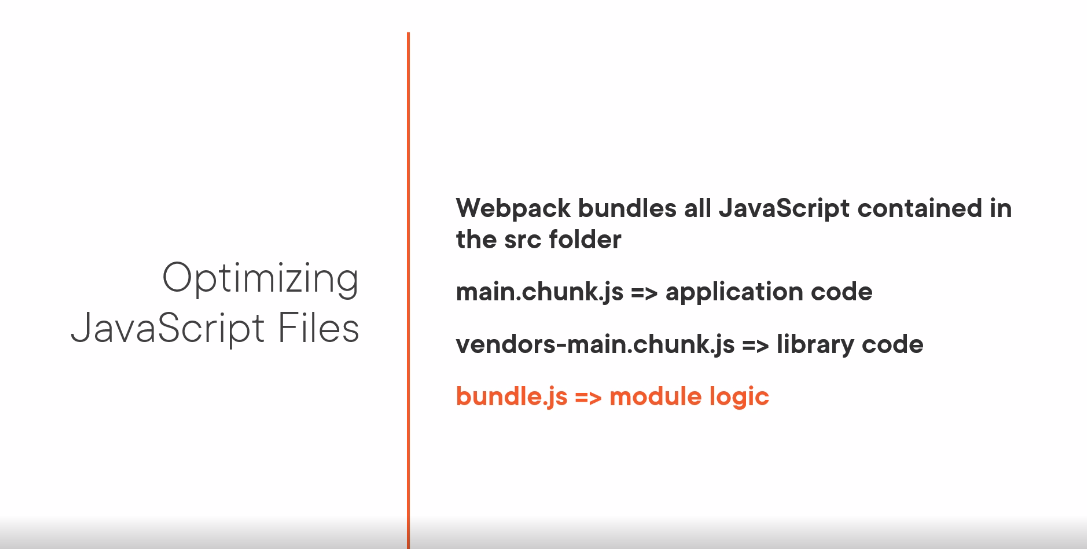 Optimizing
JavaScript Files
Webpack bundles all JavaScript contained in
the src folder
main.chunk.js => application code
vendors-main.chunk.js => library code
bundle.js => module logic